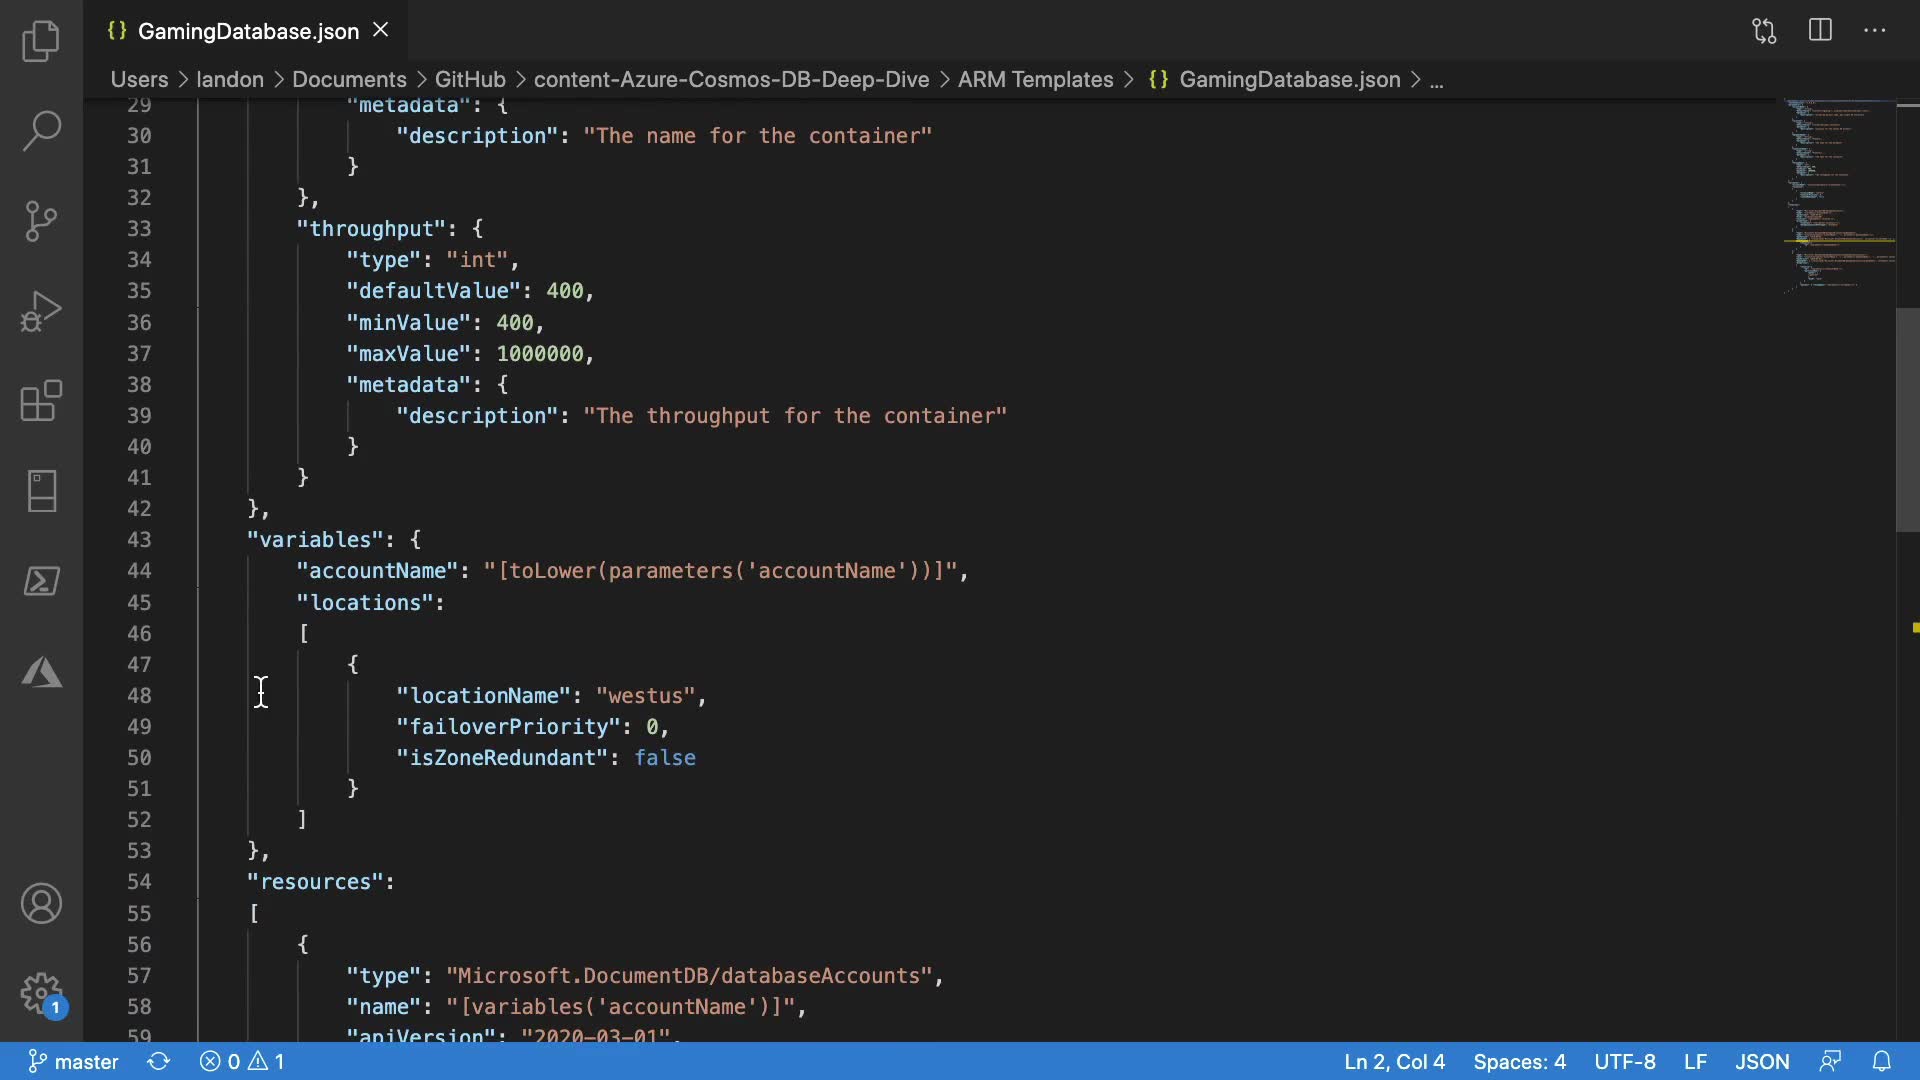 {} GamingDatabase.json
Users > landon > Documents > GitHub > content-Azure-Cosmos-DB-Deep-Dive > ARM Templates > {} GamingDatabase.json > ...
29 "metadata": {
30 "description": "The name for the container"
31 }
32 },
33 "throughput": {
34 "type": "int",
35 "defaultValue": 400,
36 "minValue": 400,
37 "maxValue": 1000000,
38 "metadata": {
39 "description": "The throughput for the container"
40 }
41 }
42 },
43 "variables": {
44 "accountName": "[toLower(parameters('accountName'))]",
45 "locations":
46 [
47 {
48 "locationName": "westus",
49 "failoverPriority": 0,
50 "isZoneRedundant": false
51 }
52 ]
53 },
54 "resources":
55 [
56 {
57 "type": "Microsoft.DocumentDB/databaseAccounts",
58 "name": "[variables('accountName')]",
59 "apiVersion": "2020-03-01",
1
master 0 1 Ln 2, Col 4 Spaces: 4 UTF-8 LF JSON